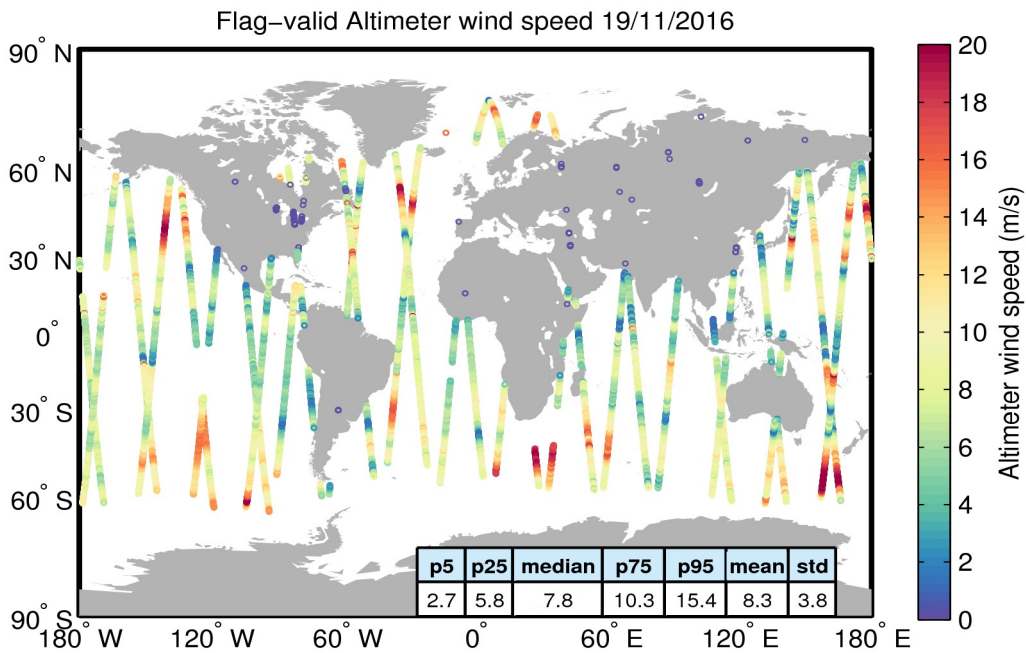 Flag−valid Altimeter wind speed 19/11/2016
90° N
60° N
30° N
0°
30° S
60° S
90° S
180° W
120° W
60° W
0°
60° E
120° E
180° E
p5 p25 median p75 p95 mean std
2.7 5.8 7.8 10.3 15.4 8.3 3.8
20
18
16
14
12
10
8
6
4
2
0
Altimeter wind speed (m/s)